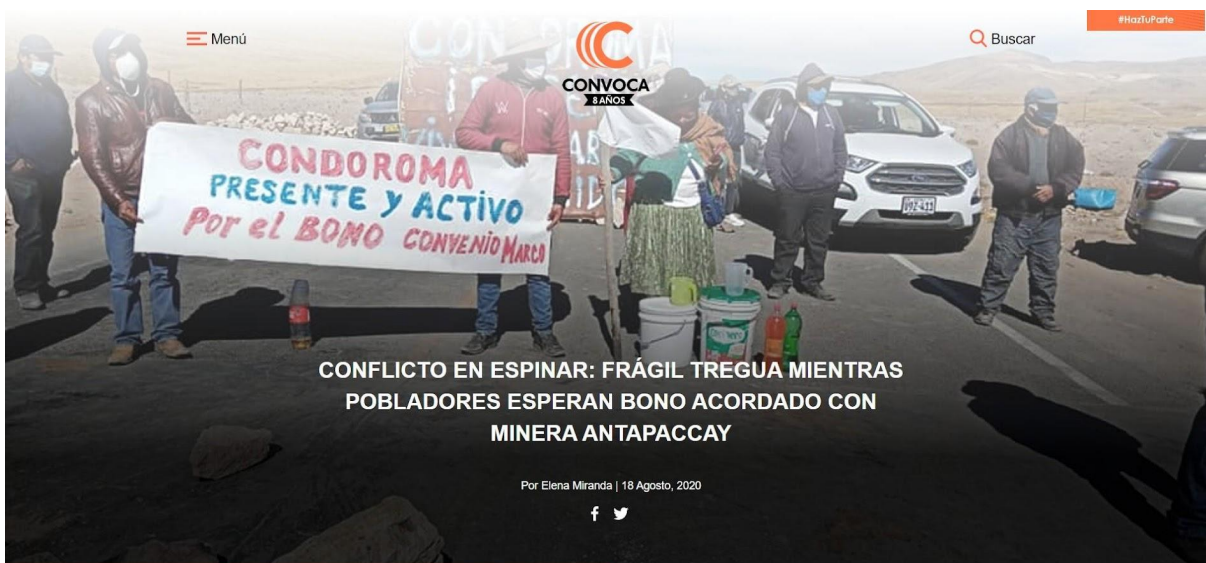 #HazTuParte
Menú
Buscar
CONVOCA
8 AÑOS
CONDOROMA
CONDOROMA
PRESENTE Y ACTIVO
Por el BONO CONVENIO MARCO
CONFLICTO EN ESPINAR: FRÁGIL TREGUA MIENTRAS
POBLADORES ESPERAN BONO ACORDADO CON
MINERA ANTAPACCAY
Por Elena Miranda | 18 Agosto, 2020